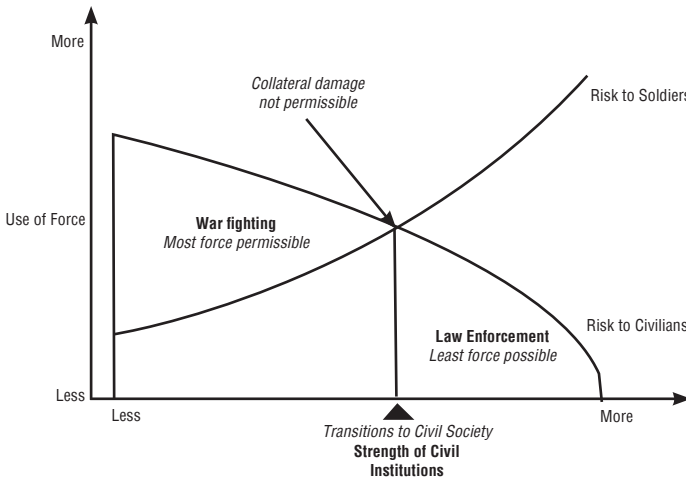 More
Collateral damage
not permissible
Risk to Soldiers
Use of Force
War fighting
Most force permissible
Law Enforcement
Least force possible
Risk to Civilians
Less
Less
More
Transitions to Civil Society
Strength of Civil
Institutions